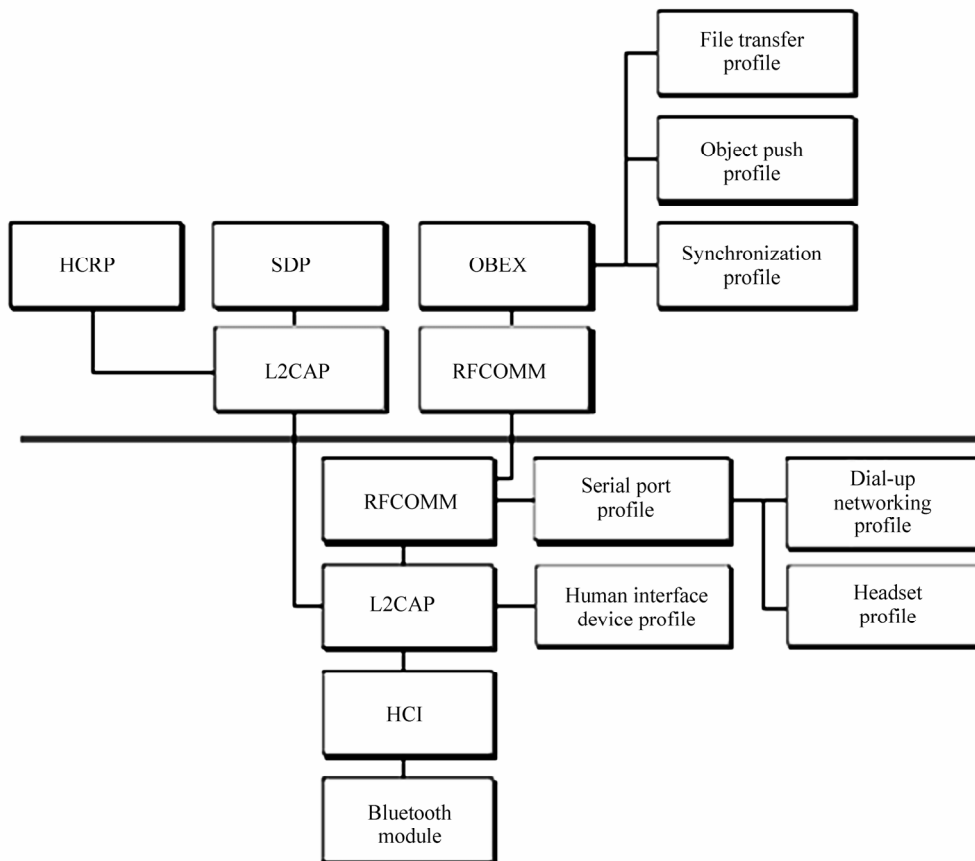 File transfer
profile
Object push
profile
HCRP
SDP
OBEX
Synchronization
profile
L2CAP
RFCOMM
RFCOMM
Serial port
profile
Dial-up
networking
profile
L2CAP
Human interface
device profile
Headset
profile
HCI
Bluetooth
module